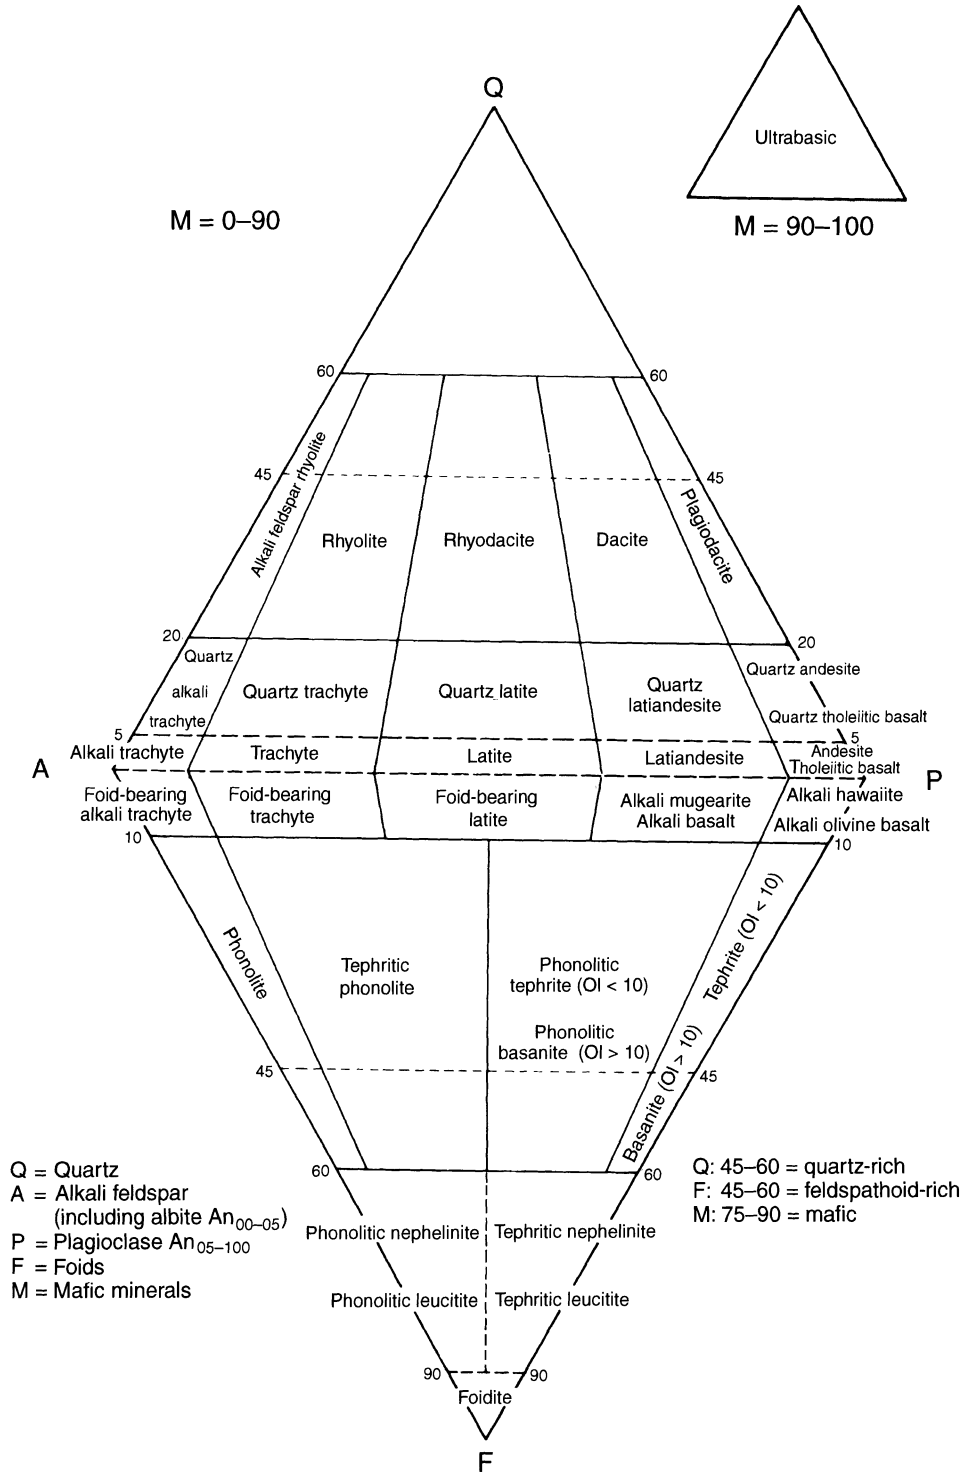 Q
Ultrabasic
M = 0–90
M = 90–100
60
60
45
45
Alkali feldspar rhyolite
Rhyolite
Rhyodacite
Dacite
Plagiodacite
20
20
Quartz
alkali
trachyte
Quartz trachyte
Quartz latite
Quartz
latiandesite
Quartz andesite
Quartz tholeiitic basalt
5
5
A
Alkali trachyte
Trachyte
Latite
Latiandesite
Andesite
Tholeiitic basalt
P
Foid-bearing
alkali trachyte
Foid-bearing
trachyte
Foid-bearing
latite
Alkali mugearite
Alkali basalt
Alkali hawaiite
Alkali olivine basalt
10
10
Phonolite
Tephritic
phonolite
Phonolitic
tephrite (Ol < 10)
Phonolitic
basanite (Ol > 10)
Tephrite (Ol < 10)
Basanite (Ol > 10)
45
45
60
60
Q = Quartz
A = Alkali feldspar
(including albite An00–05)
P = Plagioclase An05–100
F = Foids
M = Mafic minerals
Q: 45–60 = quartz-rich
F: 45–60 = feldspathoid-rich
M: 75–90 = mafic
Phonolitic nephelinite
Tephritic nephelinite
Phonolitic leucitite
Tephritic leucitite
90
90
Foidite
F